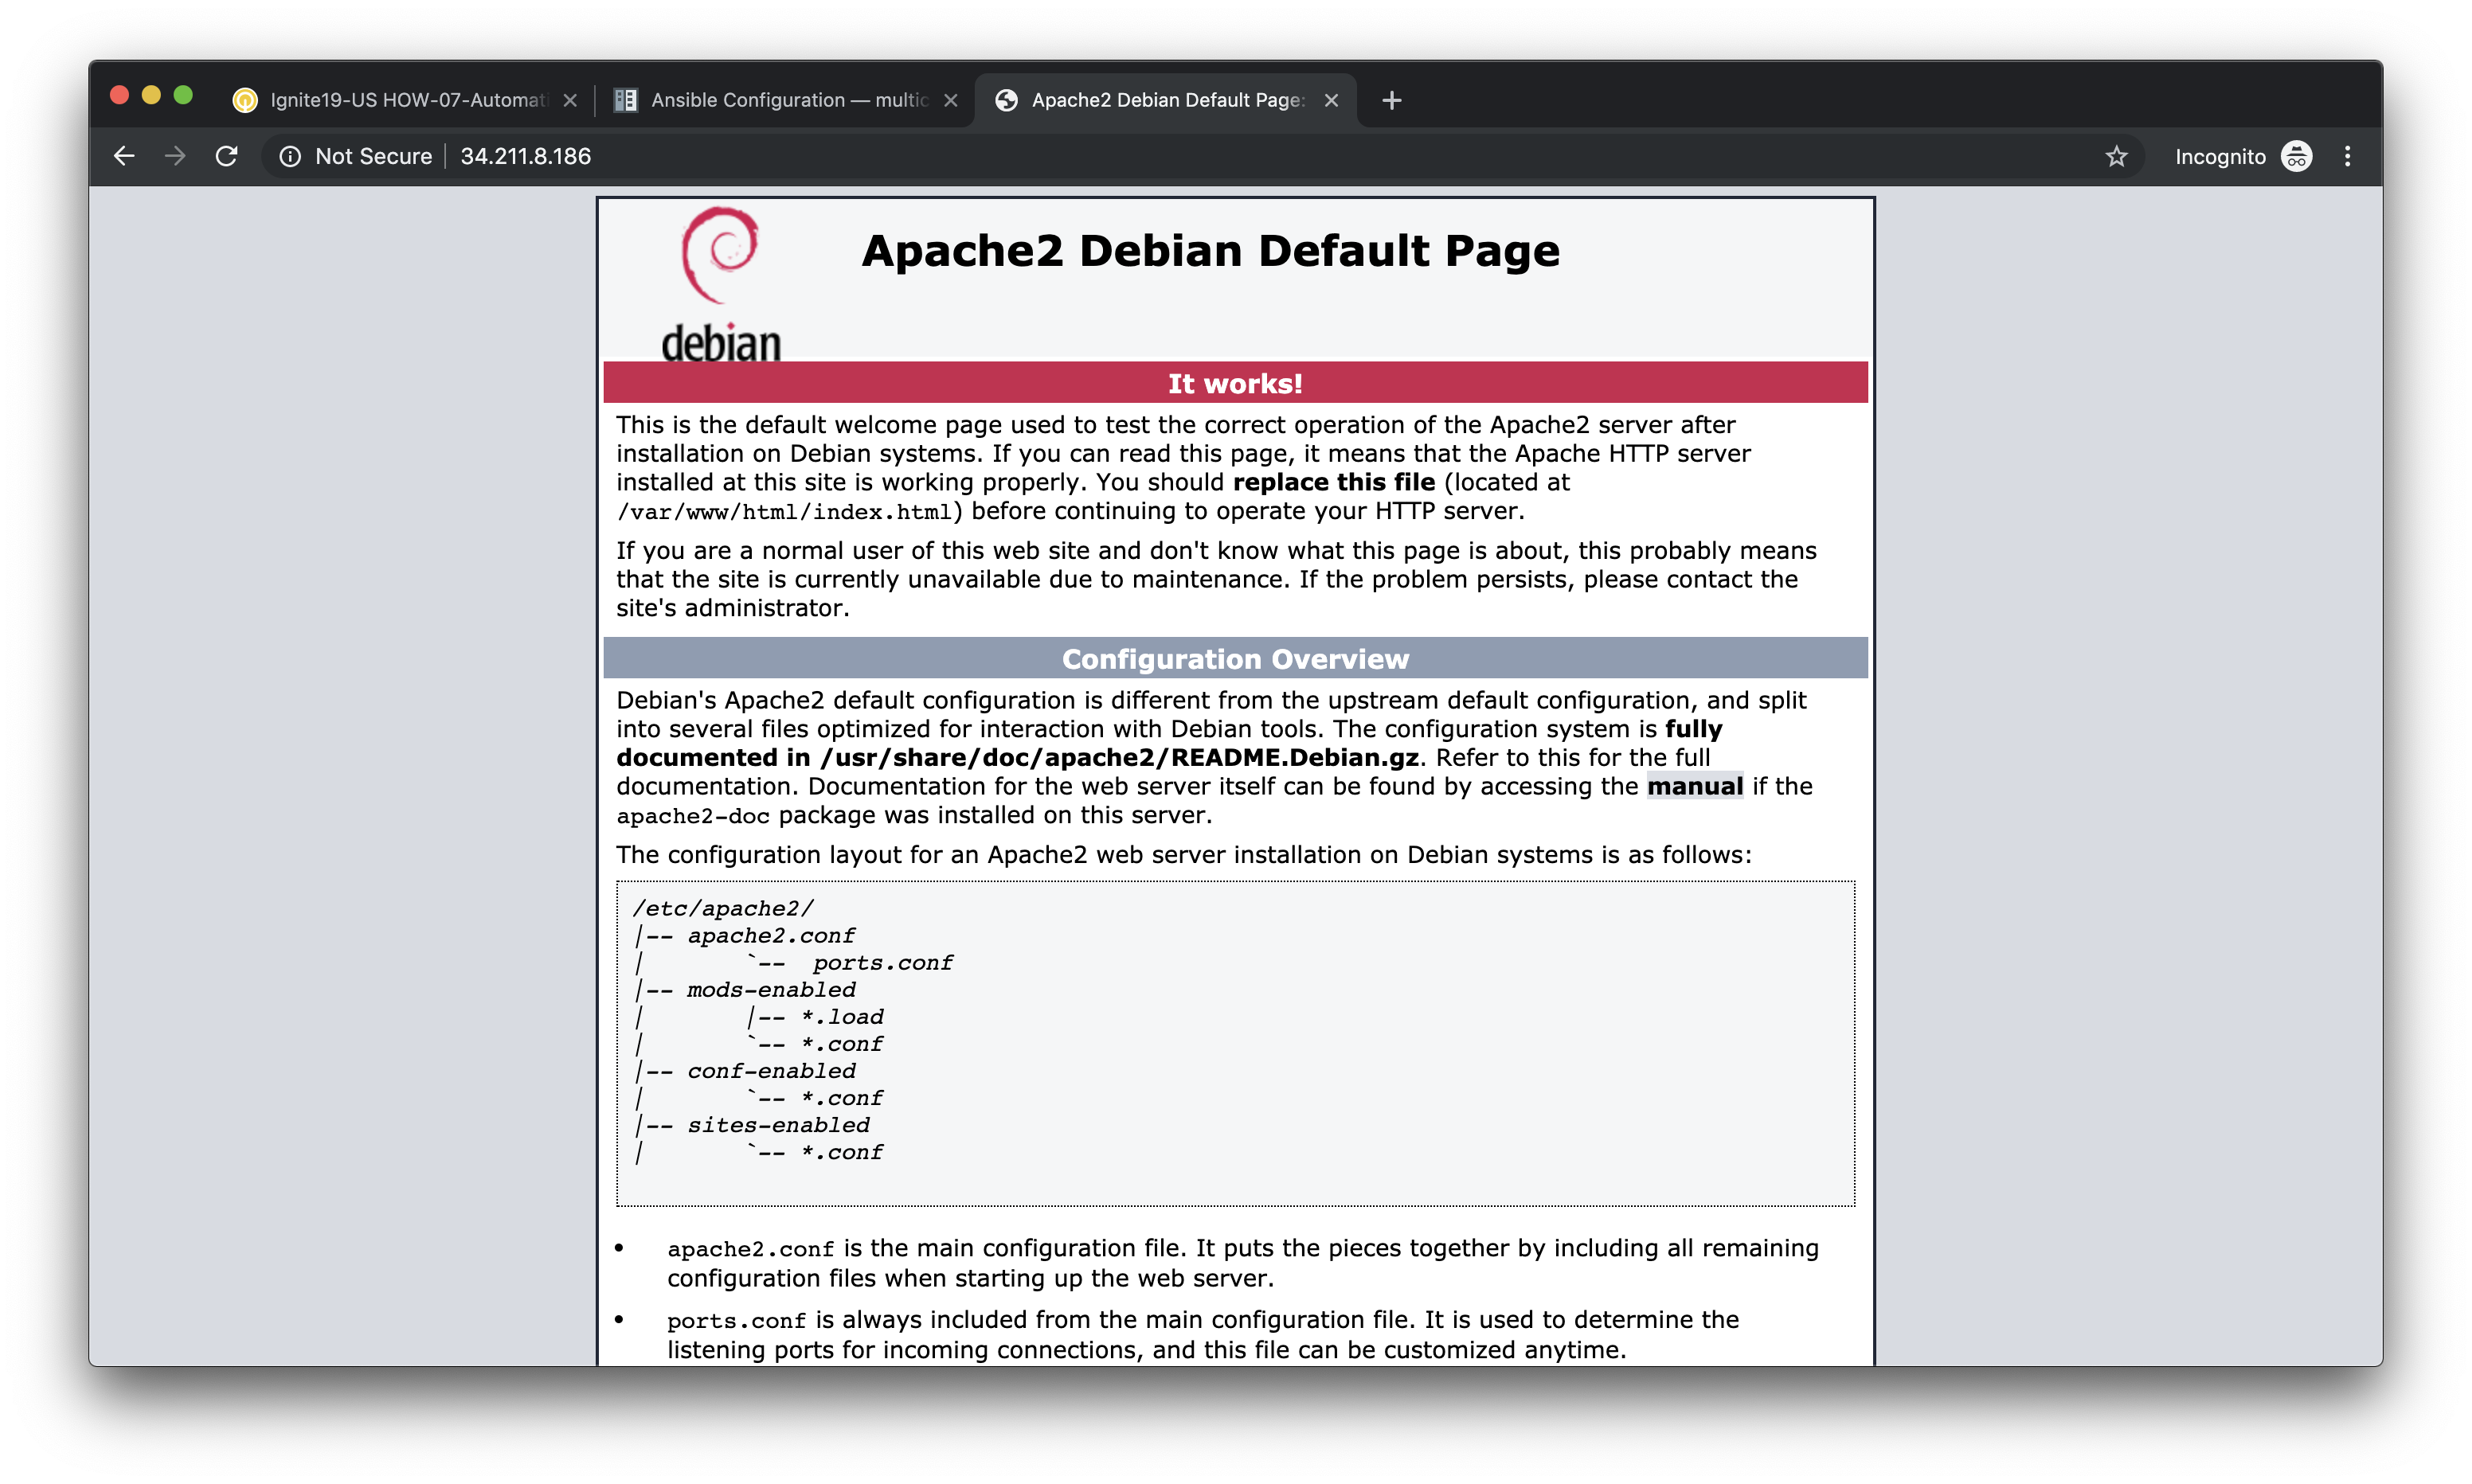 Ignite19-US HOW-07-Automati
Ansible Configuration — multic
Apache2 Debian Default Page:
Not Secure
34.211.8.186
Incognito
debian
Apache2 Debian Default Page
It works!
This is the default welcome page used to test the correct operation of the Apache2 server after
installation on Debian systems. If you can read this page, it means that the Apache HTTP server
installed at this site is working properly. You should replace this file (located at
/var/www/html/index.html) before continuing to operate your HTTP server.
If you are a normal user of this web site and don't know what this page is about, this probably means
that the site is currently unavailable due to maintenance. If the problem persists, please contact the
site's administrator.
Configuration Overview
Debian's Apache2 default configuration is different from the upstream default configuration, and split
into several files optimized for interaction with Debian tools. The configuration system is fully
documented in /usr/share/doc/apache2/README.Debian.gz. Refer to this for the full
documentation. Documentation for the web server itself can be found by accessing the manual if the
apache2-doc package was installed on this server.
The configuration layout for an Apache2 web server installation on Debian systems is as follows:
/etc/apache2/
|-- apache2.conf
|       `--  ports.conf
|-- mods-enabled
|       |-- *.load
|       `-- *.conf
|-- conf-enabled
|       `-- *.conf
|-- sites-enabled
|       `-- *.conf
• apache2.conf is the main configuration file. It puts the pieces together by including all remaining
configuration files when starting up the web server.
• ports.conf is always included from the main configuration file. It is used to determine the
listening ports for incoming connections, and this file can be customized anytime.